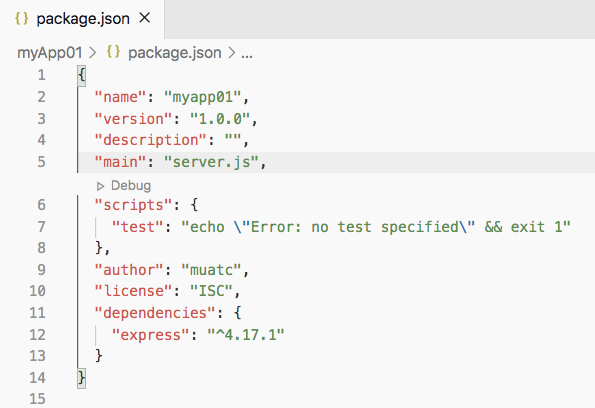 {} package.json ×
myApp01 > {} package.json > ...
1 {
2 "name": "myapp01",
3 "version": "1.0.0",
4 "description": "",
5 "main": "server.js",
Debug
6 "scripts": {
7 "test": "echo \"Error: no test specified\" && exit 1"
8 },
9 "author": "muatc",
10 "license": "ISC",
11 "dependencies": {
12 "express": "^4.17.1"
13 }
14 }
15